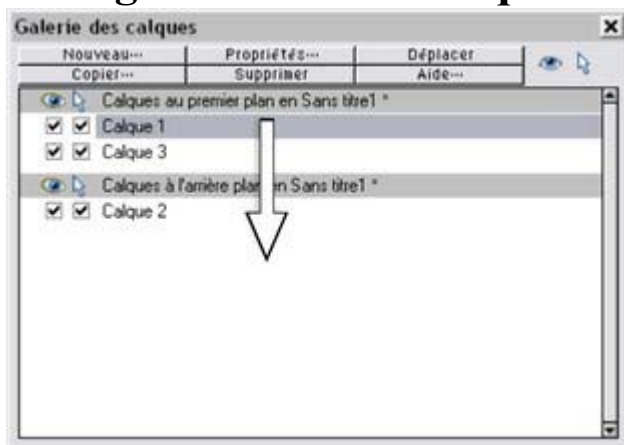 Galerie des calques
Nouveau... Propriétés... Déplacer
Copier... Supprimer Aide...
Calques au premier plan en Sans titre1 *
Calque 1
Calque 3
Calques à l'arrière plan en Sans titre1 *
Calque 2